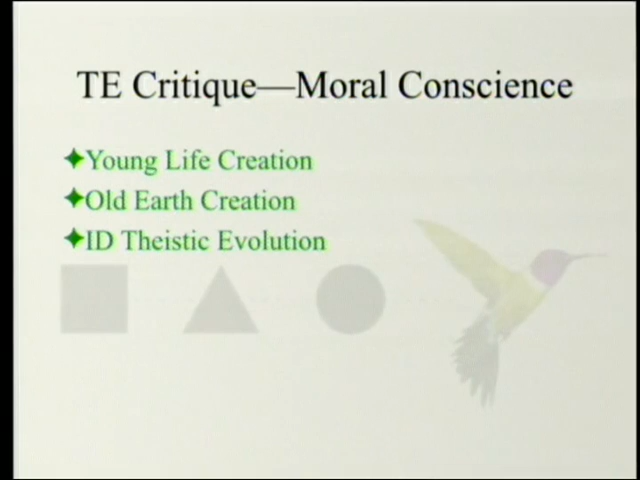 TE Critique—Moral Conscience
Young Life Creation
Old Earth Creation
ID Theistic Evolution